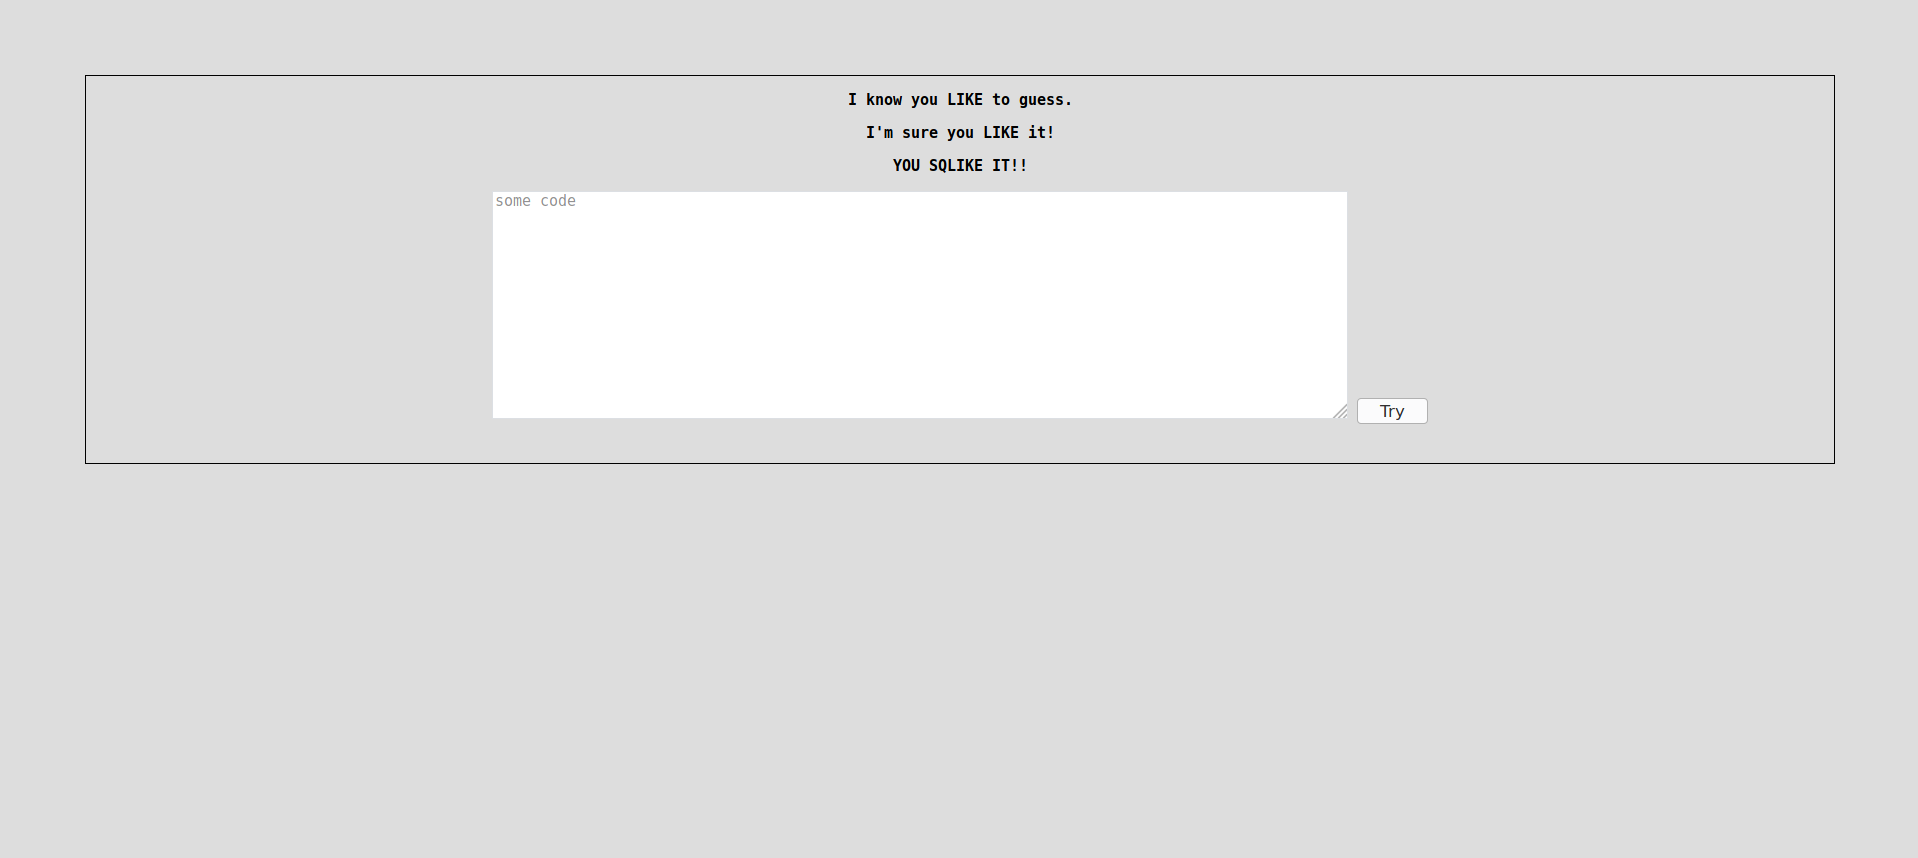 I know you LIKE to guess.
I'm sure you LIKE it!
YOU SQLIKE IT!!
some code
Try